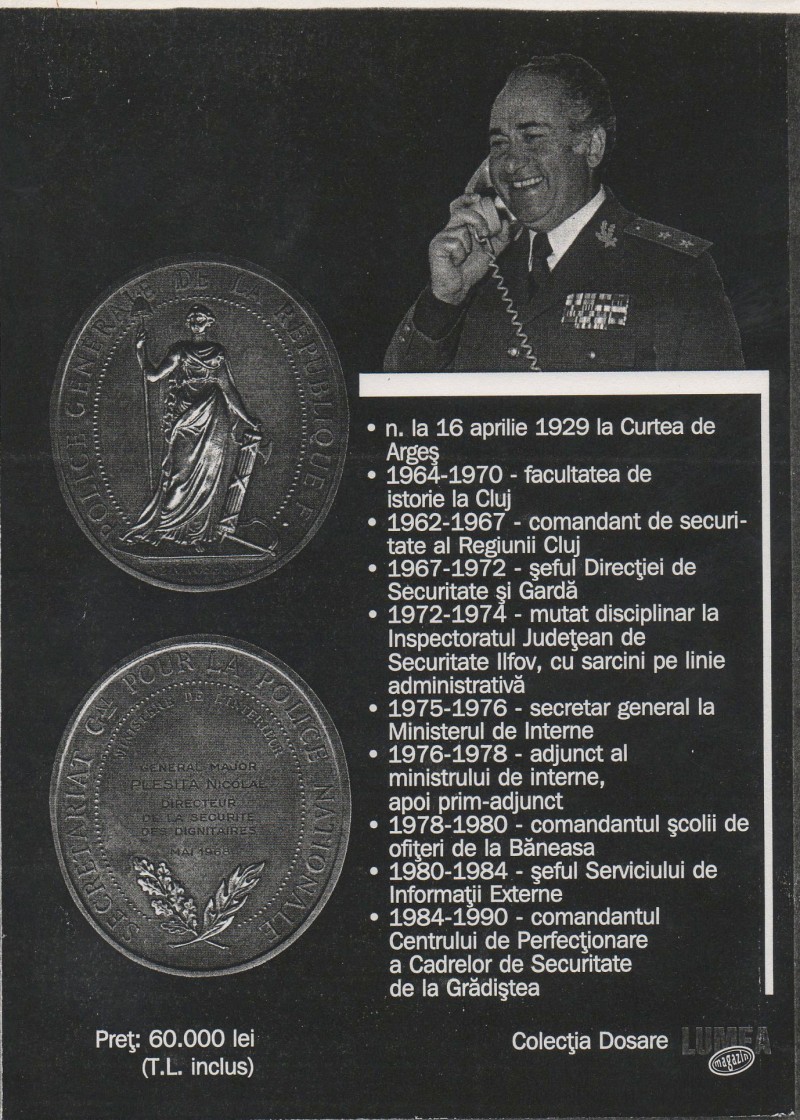 POLICE GENERALE DE LA REPUBLIQUE F
SECRETARIAT Gal POUR LA POLICE NATIONALE
MINISTERE DE L'INTERIEUR
GENERAL MAJOR
PLESITA NICOLAE
DIRECTEUR
DE LA SECURITE
DES DIGNITAIRES
MAI 1968
• n. la 16 aprilie 1929 la Curtea de
Argeş
• 1964-1970 - facultatea de
istorie la Cluj
• 1962-1967 - comandant de securi-
tate al Regiunii Cluj
• 1967-1972 - şeful Direcţiei de
Securitate şi Gardă
• 1972-1974 - mutat disciplinar la
Inspectoratul Judeţean de
Securitate Ilfov, cu sarcini pe linie
administrativă
• 1975-1976 - secretar general la
Ministerul de Interne
• 1976-1978 - adjunct al
ministrului de interne,
apoi prim-adjunct
• 1978-1980 - comandantul şcolii de
ofiţeri de la Băneasa
• 1980-1984 - şeful Serviciului de
Informaţii Externe
• 1984-1990 - comandantul
Centrului de Perfecţionare
a Cadrelor de Securitate
de la Grădiştea
Preţ: 60.000 lei
(T.L. inclus)
Colecţia Dosare LUMEA
magazin